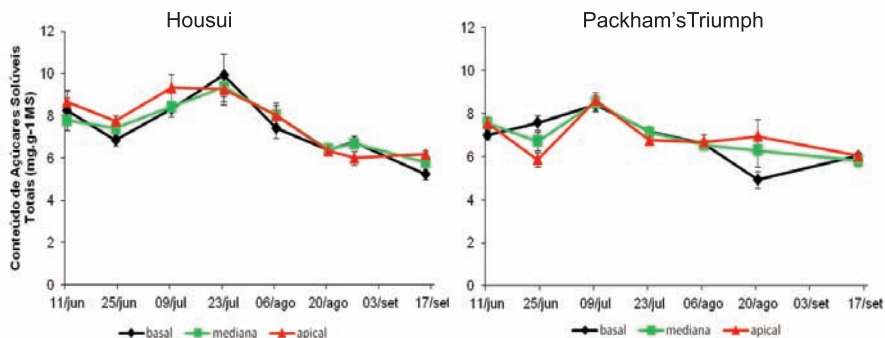 Housui
Packham'sTriumph
Conteúdo de Açúcares Solúveis
Totais (mg.g-1 MS)
12
10
8
6
4
2
0
11/jun 25/jun 09/jul 23/jul 06/ago 20/ago 03/set 17/set
basal mediana apical
12
10
8
6
4
2
0
11/jun 25/jun 09/jul 23/jul 06/ago 20/ago 03/set 17/set
basal mediana apical